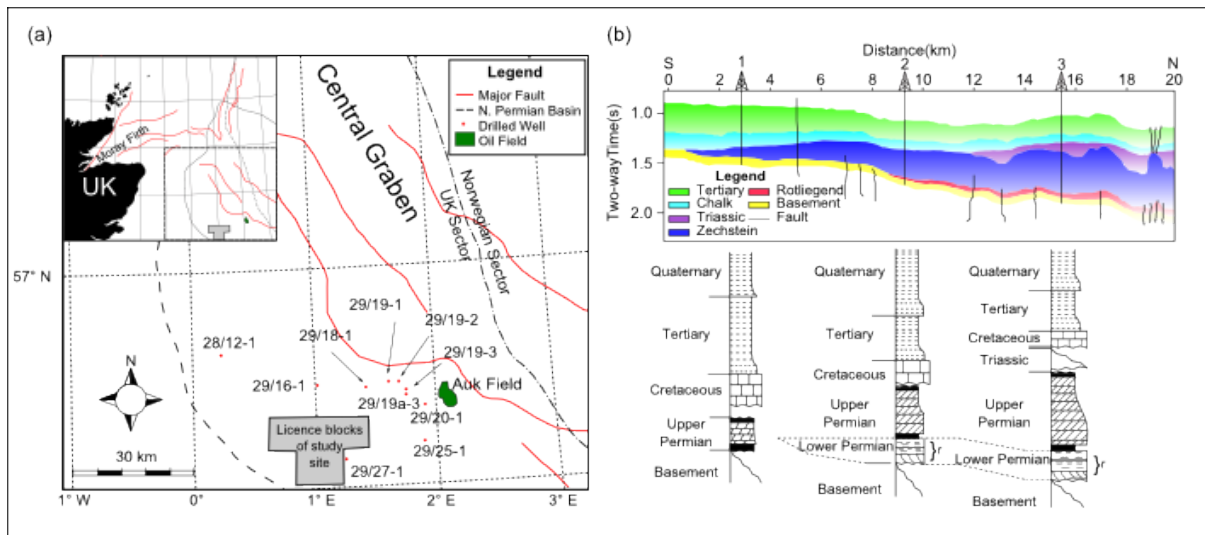 (a)
Moray Firth
UK
Central Graben
Legend
Major Fault
N. Permian Basin
Drilled Well
Oil Field
Norwegian Sector
UK Sector
57° N
29/19-1
29/18-1
29/19-2
28/12-1
29/19-3
N
29/16-1
Auk Field
29/19a-3
29/20-1
Licence blocks
of study
site
29/25-1
30 km
29/27-1
1° W
0°
1° E
2° E
3° E
(b)
Distance(km)
S
1
2
3
N
0
2
4
6
8
10
12
14
16
18
20
Two-wayTime(s)
1.0
1.5
2.0
Legend
Tertiary
Chalk
Triassic
Zechstein
Rotliegend
Basement
Fault
Quaternary
Tertiary
Cretaceous
Upper
Permian
Basement
Quaternary
Tertiary
Cretaceous
Upper
Permian
Lower Permian
r
Basement
Quaternary
Tertiary
Cretaceous
Triassic
Upper
Permian
Lower Permian
r
Basement